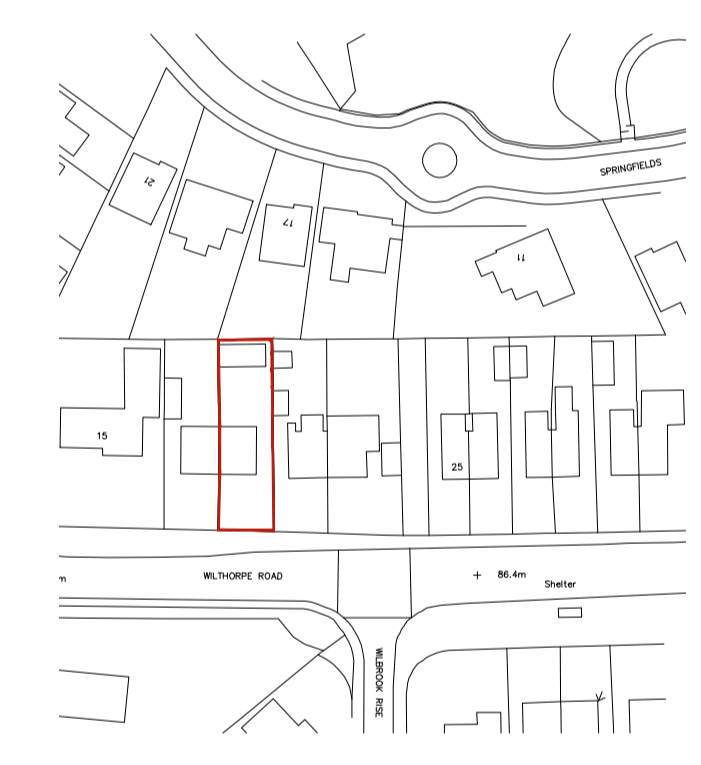 SPRINGFIELDS
21
17
11
15
25
m
WILTHORPE ROAD
86.4m
Shelter
WILBROOK RISE